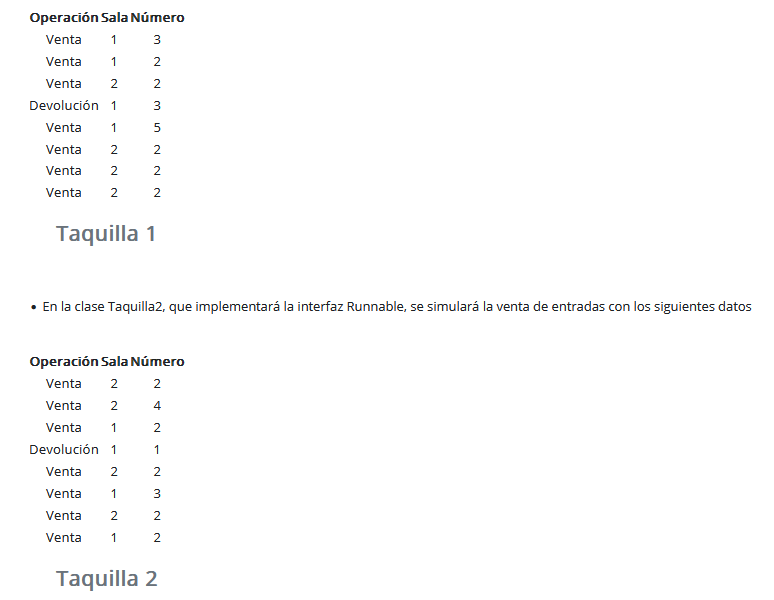 Operación Sala Número
Venta 1 3
Venta 1 2
Venta 2 2
Devolución 1 3
Venta 1 5
Venta 2 2
Venta 2 2
Venta 2 2
Taquilla 1
• En la clase Taquilla2, que implementará la interfaz Runnable, se simulará la venta de entradas con los siguientes datos
Operación Sala Número
Venta 2 2
Venta 2 4
Venta 1 2
Devolución 1 1
Venta 2 2
Venta 1 3
Venta 2 2
Venta 1 2
Taquilla 2